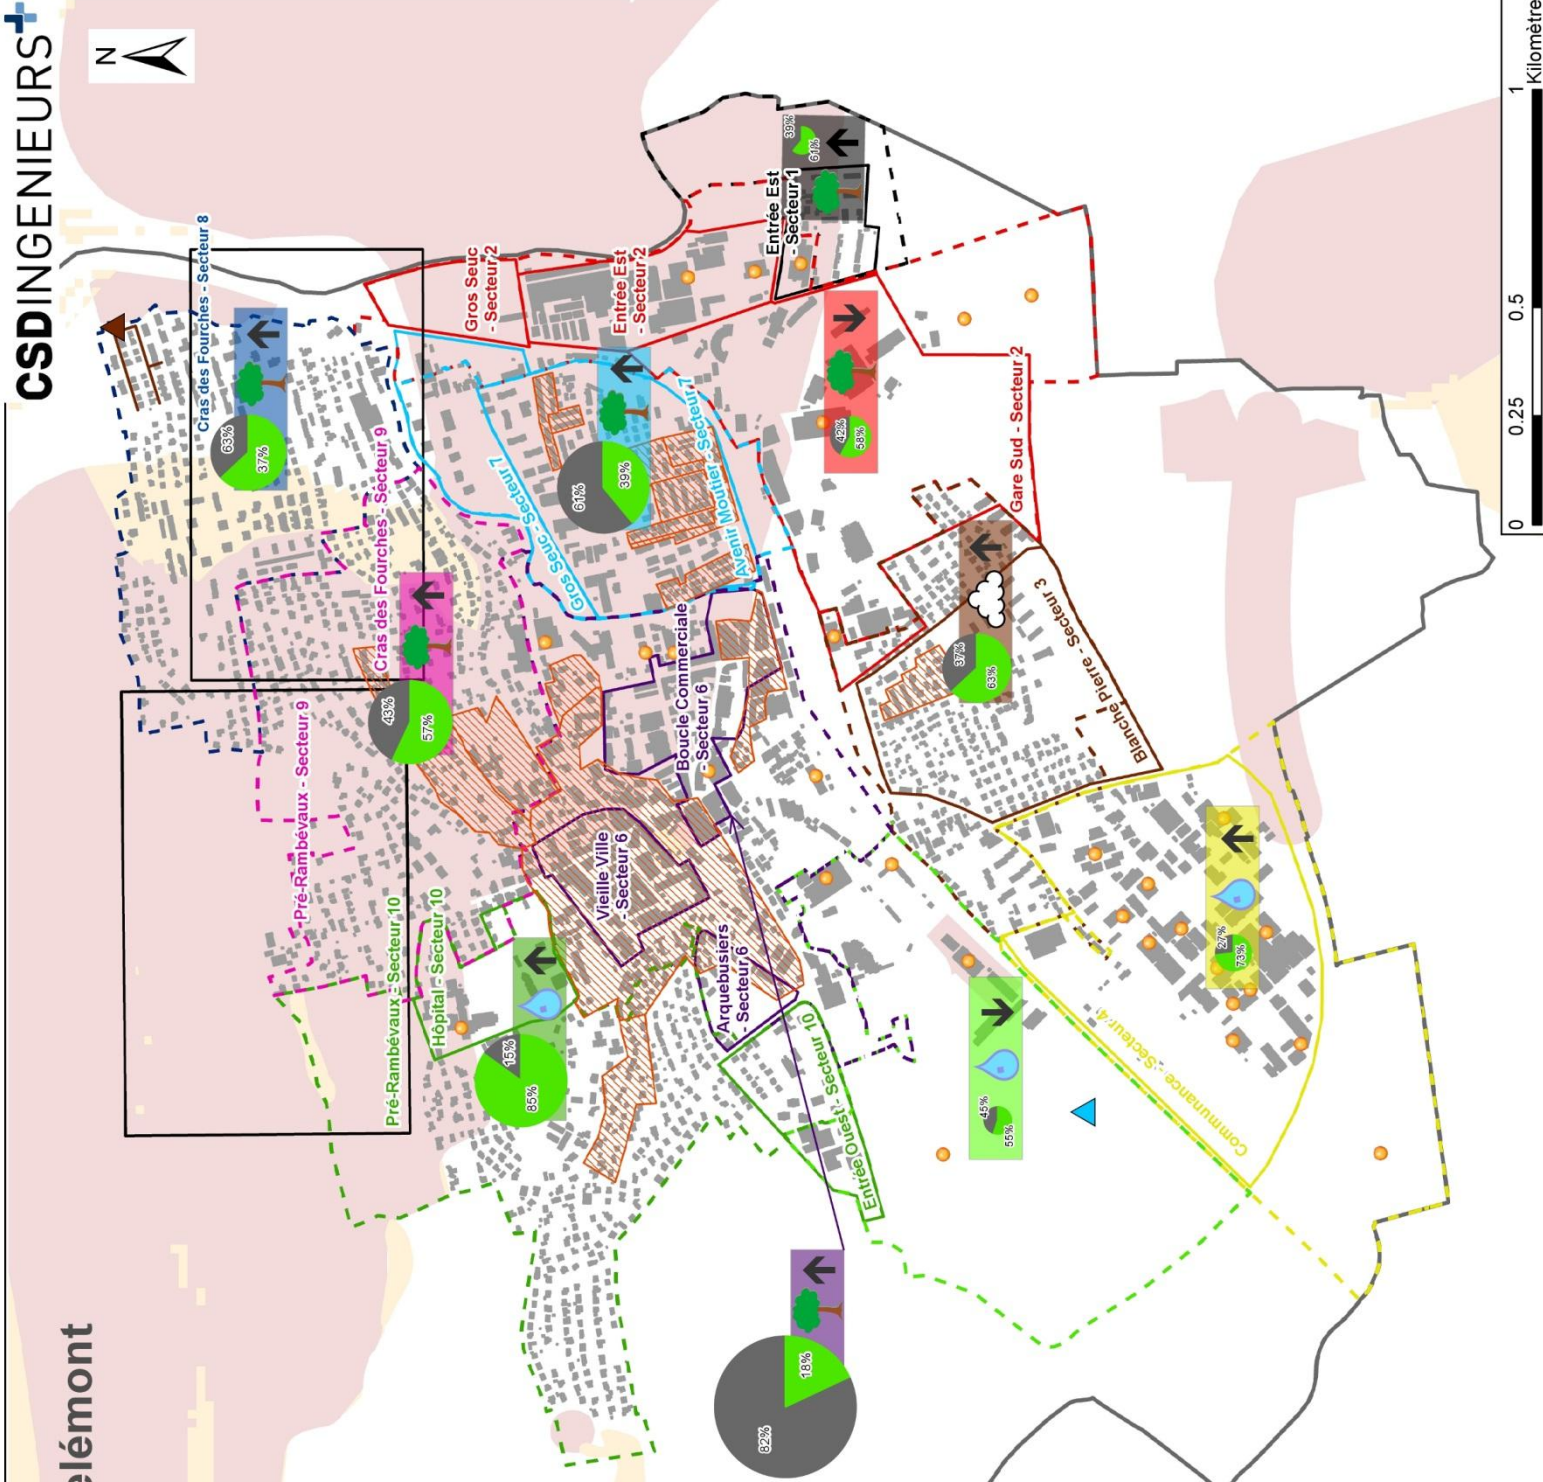 CSDINGENIEURS
elémont
N
Cras des Fourches - Secteur 8
63%
37%
Cras des Fourches - Secteur 9
Pré-Rambévaux - Secteur 9
43%
57%
Pré-Rambévaux - Secteur 10
Hôpital - Secteur 10
15%
85%
Gros Seuc
- Secteur 2
Entrée Est
- Secteur 2
Gros Seuc - Secteur 7
61%
39%
Avenir Moutier - Secteur 7
Entrée Est
- Secteur 1
39%
61%
Boucle Commerciale
- Secteur 6
Vieille Ville
- Secteur 6
Arquebusiers
- Secteur 6
82%
18%
42%
58%
Gare Sud - Secteur 2
37%
63%
Blanche Pierre - Secteur 3
Entrée Ouest - Secteur 10
45%
55%
27%
73%
Communance - Secteur 4
0
0.25
0.5
1
Kilomètre